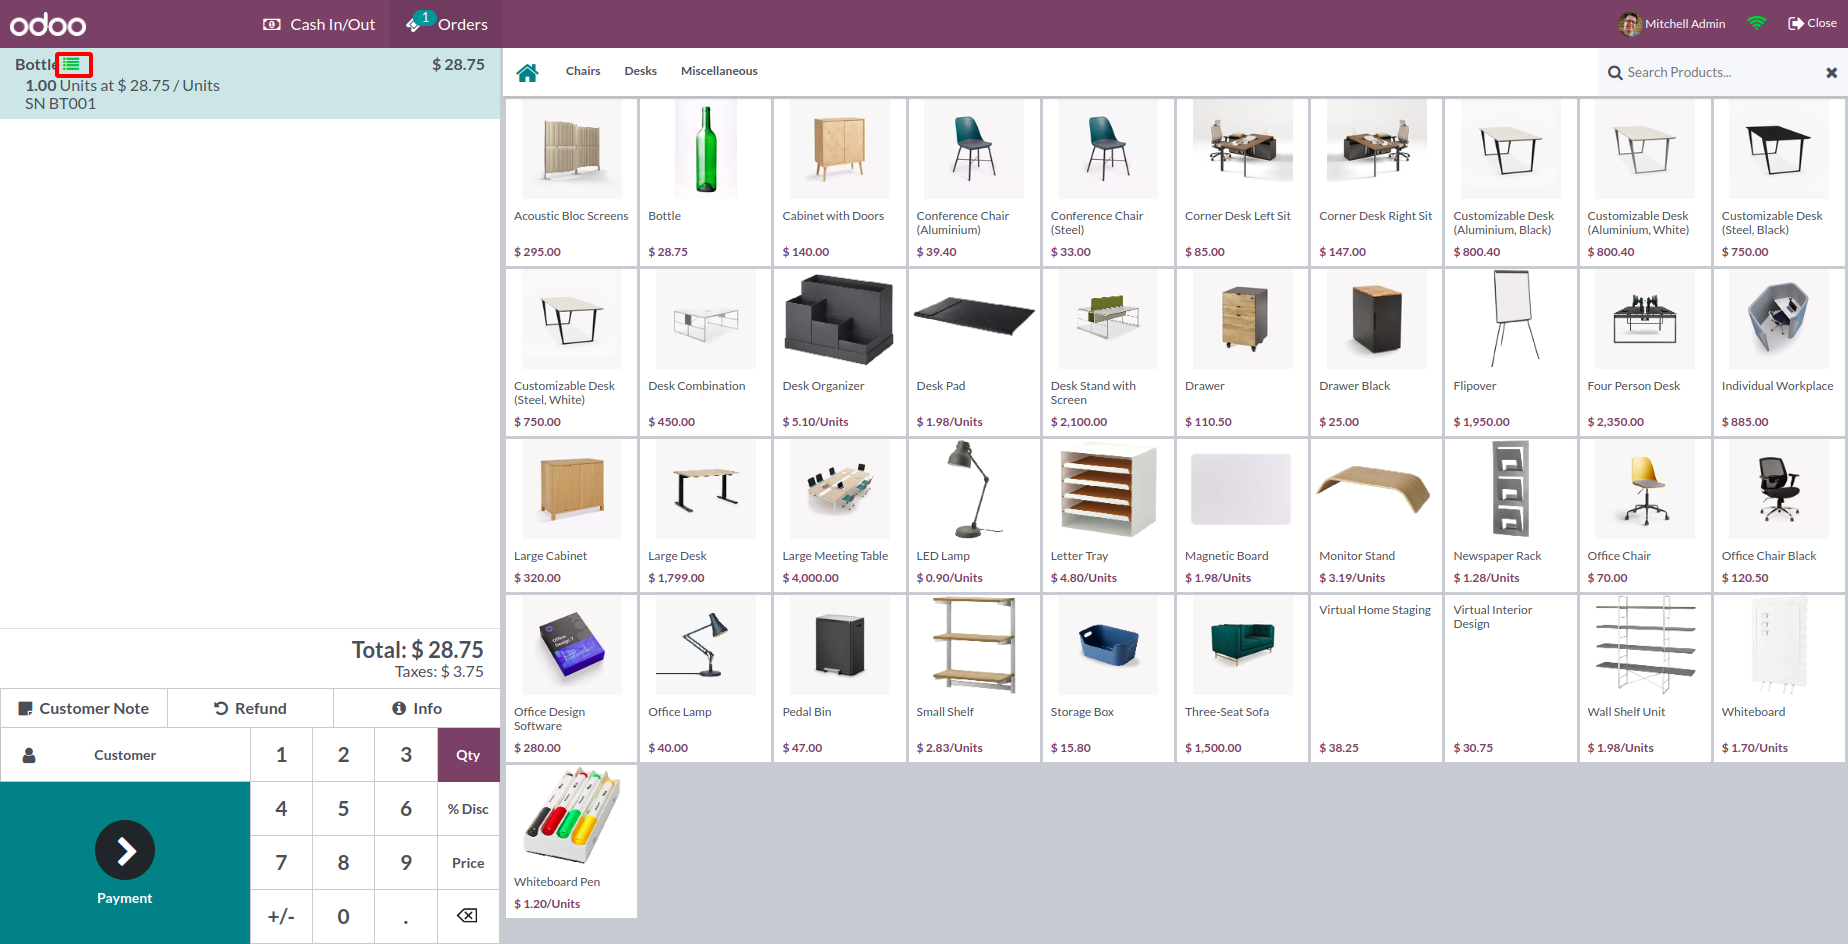 odoo
Cash In/Out
1
Orders
Mitchell Admin
Close
Bottle
$ 28.75
1.00 Units at $ 28.75 / Units
SN BT001
Chairs
Desks
Miscellaneous
Search Products...
Acoustic Bloc Screens
$ 295.00
Bottle
$ 28.75
Cabinet with Doors
$ 140.00
Conference Chair
(Aluminium)
$ 39.40
Conference Chair
(Steel)
$ 33.00
Corner Desk Left Sit
$ 85.00
Corner Desk Right Sit
$ 147.00
Customizable Desk
(Aluminium, Black)
$ 800.40
Customizable Desk
(Aluminium, White)
$ 800.40
Customizable Desk
(Steel, Black)
$ 750.00
Customizable Desk
(Steel, White)
$ 750.00
Desk Combination
$ 450.00
Desk Organizer
$ 5.10/Units
Desk Pad
$ 1.98/Units
Desk Stand with
Screen
$ 2,100.00
Drawer
$ 110.50
Drawer Black
$ 25.00
Flipover
$ 1,950.00
Four Person Desk
$ 2,350.00
Individual Workplace
$ 885.00
Large Cabinet
$ 320.00
Large Desk
$ 1,799.00
Large Meeting Table
$ 4,000.00
LED Lamp
$ 0.90/Units
Letter Tray
$ 4.80/Units
Magnetic Board
$ 1.98/Units
Monitor Stand
$ 3.19/Units
Newspaper Rack
$ 1.28/Units
Office Chair
$ 70.00
Office Chair Black
$ 120.50
Office
Design 7
Office Design
Software
$ 280.00
Office Lamp
$ 40.00
Pedal Bin
$ 47.00
Small Shelf
$ 2.83/Units
Storage Box
$ 15.80
Three-Seat Sofa
$ 1,500.00
Virtual Home Staging
$ 38.25
Virtual Interior
Design
$ 30.75
Wall Shelf Unit
$ 1.98/Units
Whiteboard
$ 1.70/Units
Whiteboard Pen
$ 1.20/Units
Total: $ 28.75
Taxes: $ 3.75
Customer Note
Refund
Info
Customer
1
2
3
Qty
4
5
6
% Disc
7
8
9
Price
+/-
0
.
Payment